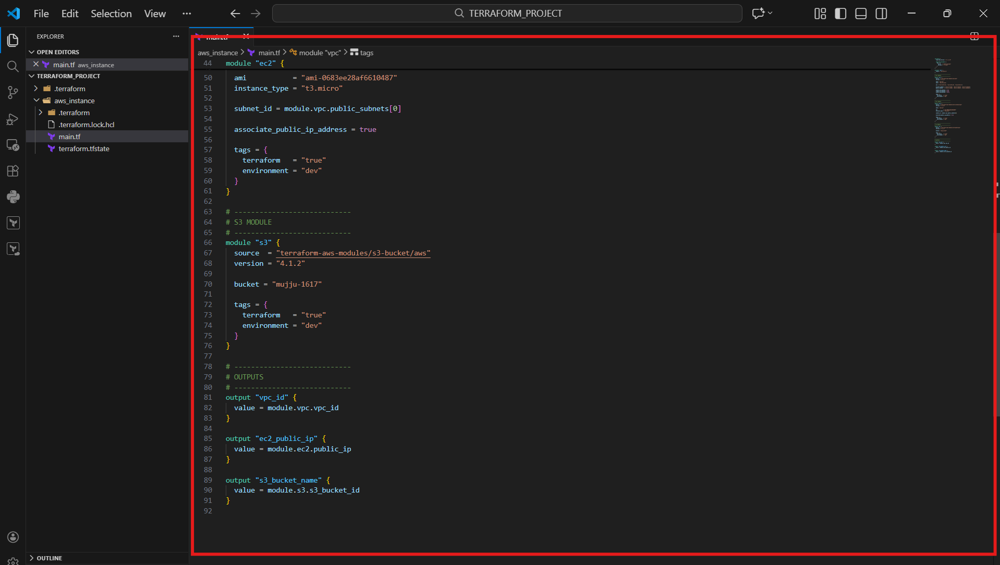 File Edit Selection View
TERRAFORM_PROJECT
EXPLORER
OPEN EDITORS
main.tf aws_instance
TERRAFORM_PROJECT
.terraform
aws_instance
.terraform
.terraform.lock.hcl
main.tf
terraform.tfstate
OUTLINE
main.tf
aws_instance > main.tf > module "vpc" > tags
44 module "ec2" {
50 ami           = "ami-0683ee28af6610487"
51 instance_type = "t3.micro"
52
53 subnet_id = module.vpc.public_subnets[0]
54
55 associate_public_ip_address = true
56
57 tags = {
58 terraform   = "true"
59 environment = "dev"
60 }
61 }
62
63 # ----------------------------
64 # S3 MODULE
65 # ----------------------------
66 module "s3" {
67 source  = "terraform-aws-modules/s3-bucket/aws"
68 version = "4.1.2"
69
70 bucket = "mujju-1617"
71
72 tags = {
73 terraform   = "true"
74 environment = "dev"
75 }
76 }
77
78 # ----------------------------
79 # OUTPUTS
80 # ----------------------------
81 output "vpc_id" {
82 value = module.vpc.vpc_id
83 }
84
85 output "ec2_public_ip" {
86 value = module.ec2.public_ip
87 }
88
89 output "s3_bucket_name" {
90 value = module.s3.s3_bucket_id
91 }
92